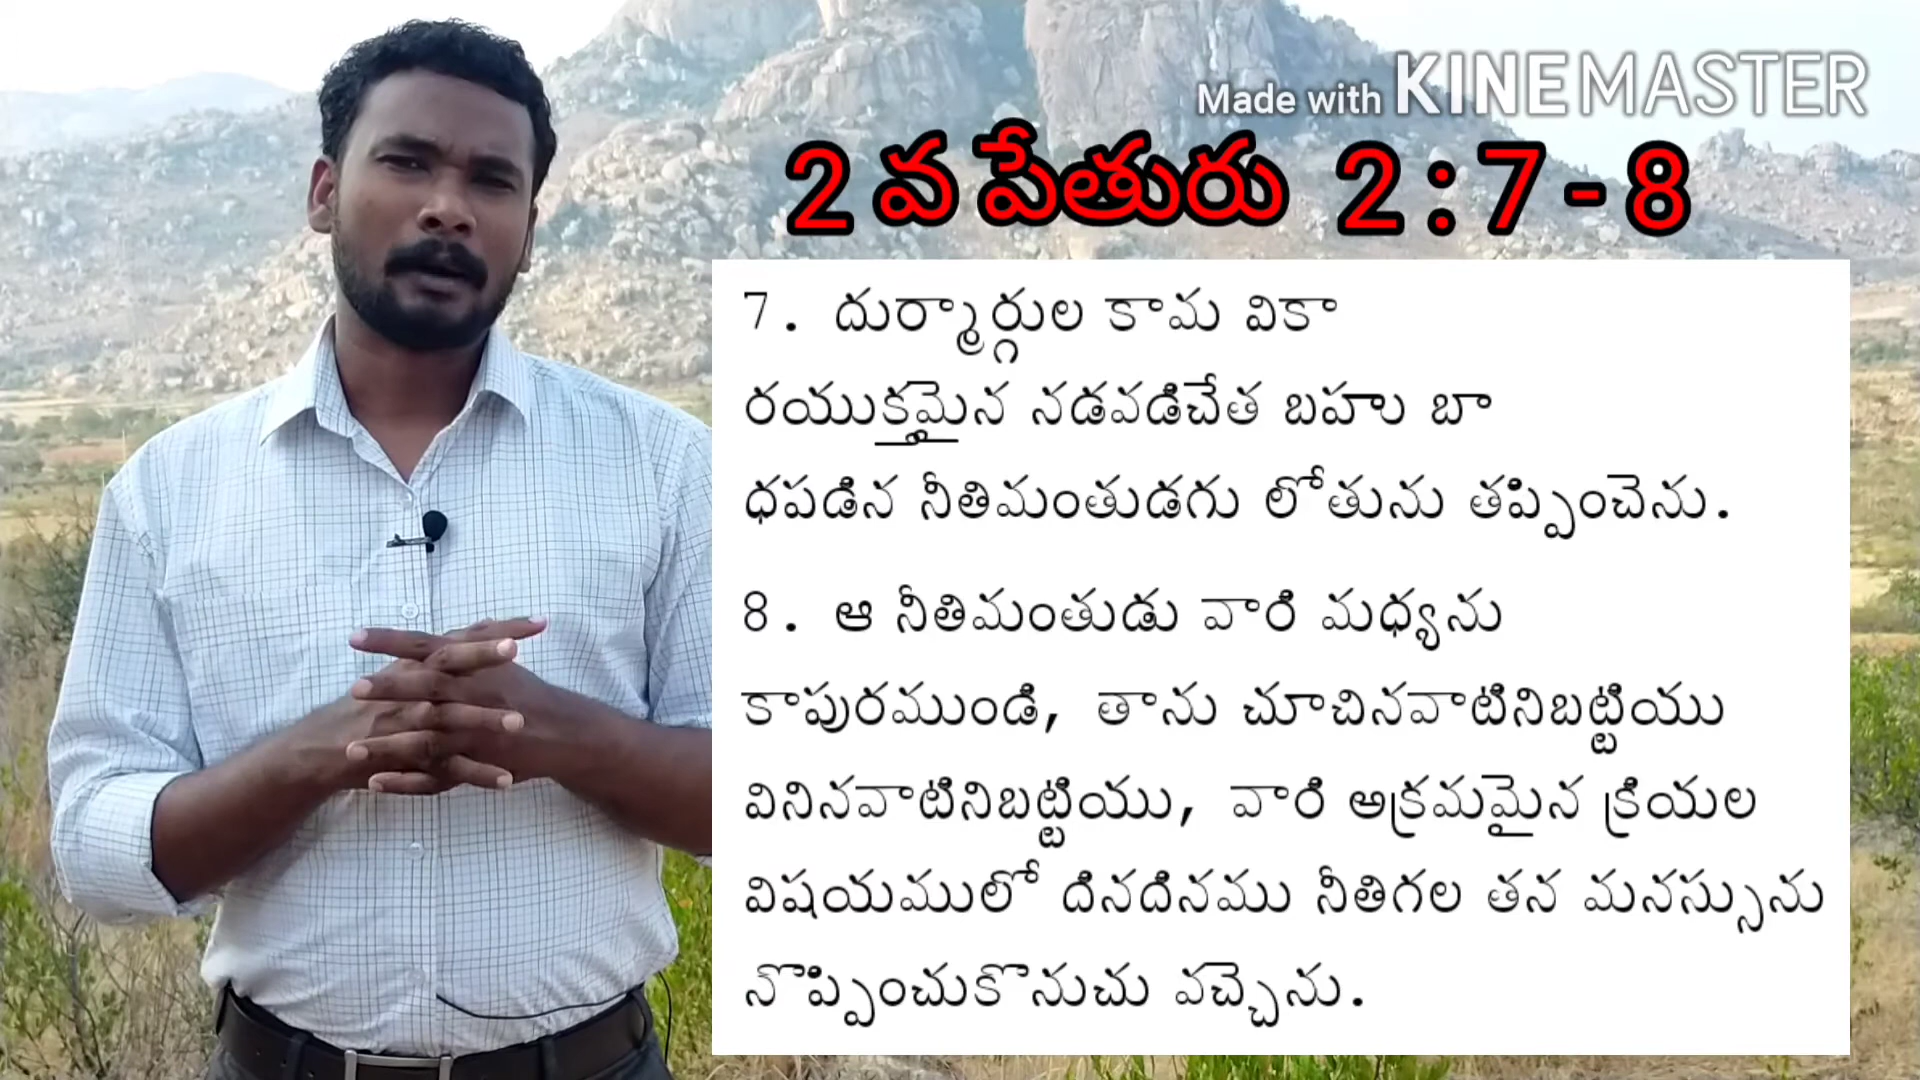 Made with KINEMASTER
2 వ పేతురు 2:7-8
7. దుర్మార్గుల కామ వికా
రయుక్తమైన నడవడిచేత బహు బా
ధపడిన నీతిమంతుడగు లోతును తప్పించెను.
8. ఆ నీతిమంతుడు వారి మధ్యను
కాపురముండి, తాను చూచినవాటినిబట్టియు
వినినవాటినిబట్టియు, వారి అక్రమమైన క్రియల
విషయములో దినదినము నీతిగల తన మనస్సును
నొప్పించుకొనుచు వచ్చెను.